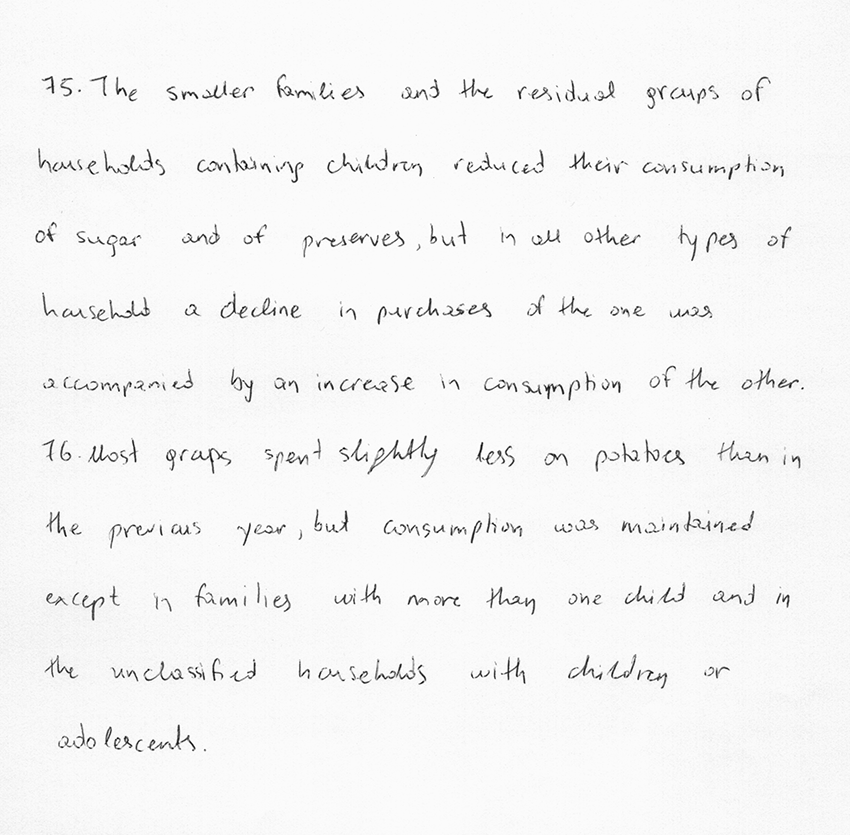 75. The smaller families and the residual groups of
households containing children reduced their consumption
of sugar and of preserves, but in all other types of
household a decline in purchases of the one was
accompanied by an increase in consumption of the other.
76. Most groups spent slightly less on potatoes than in
the previous year, but consumption was maintained
except in families with more than one child and in
the unclassified households with children or
adolescents.